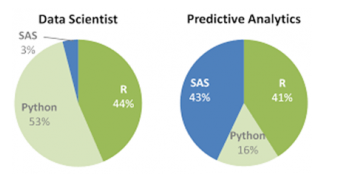 Data Scientist
SAS
3%
R
44%
Python
53%
Predictive Analytics
SAS
43%
R
41%
Python
16%